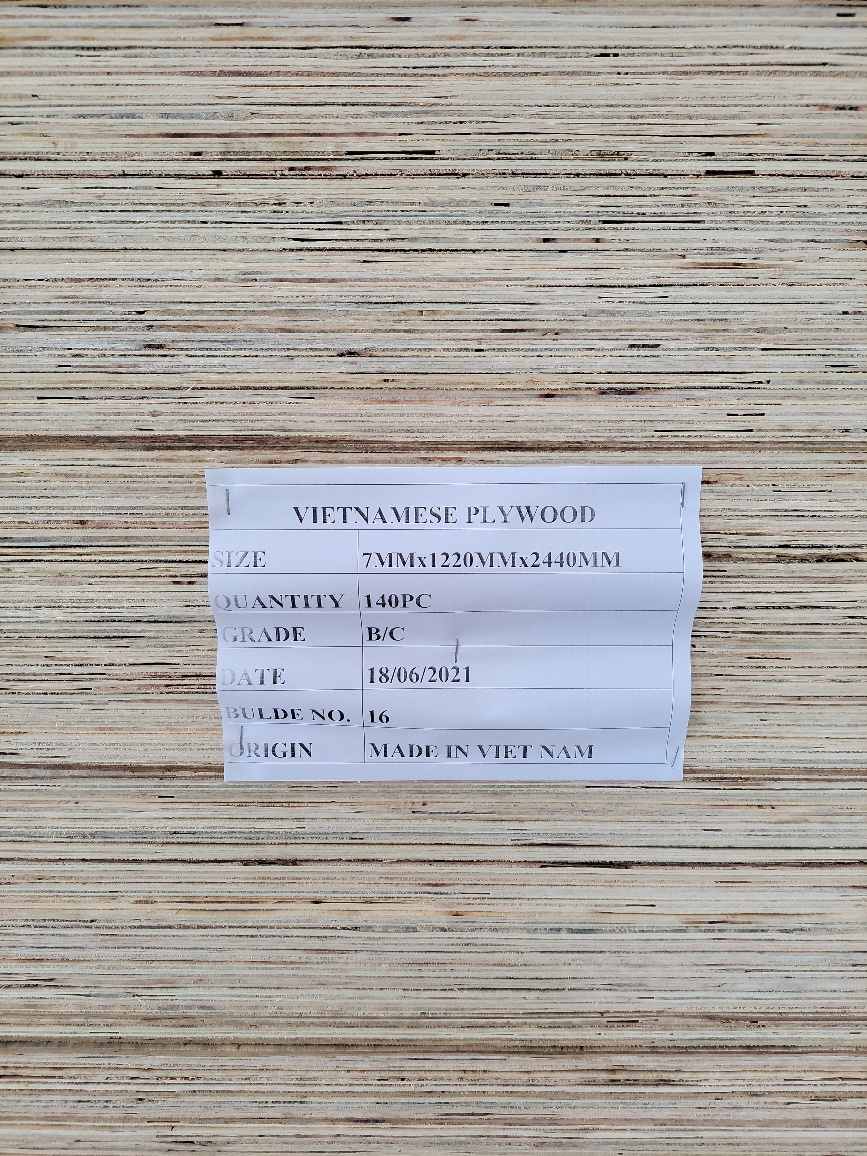 VIETNAMESE PLYWOOD
SIZE 7MMx1220MMx2440MM
QUANTITY 140PC
GRADE B/C
DATE 18/06/2021
BULDE NO. 16
ORIGIN MADE IN VIET NAM